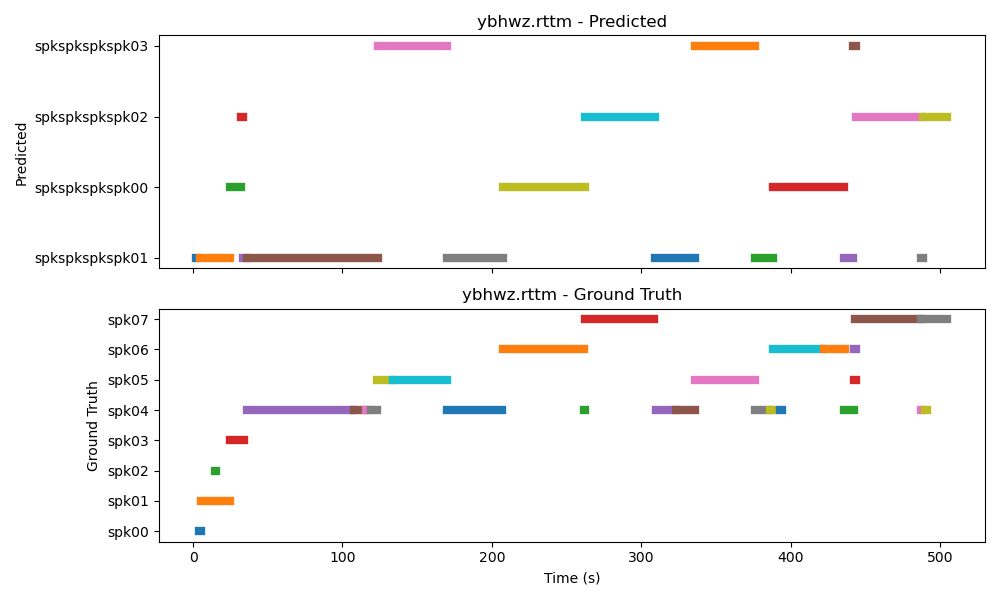 ybhwz.rttm - Predicted
spkspkspkspk03
spkspkspkspk02
spkspkspkspk00
spkspkspkspk01
Predicted
ybhwz.rttm - Ground Truth
spk07
spk06
spk05
spk04
spk03
spk02
spk01
spk00
Ground Truth
0 100 200 300 400 500
Time (s)